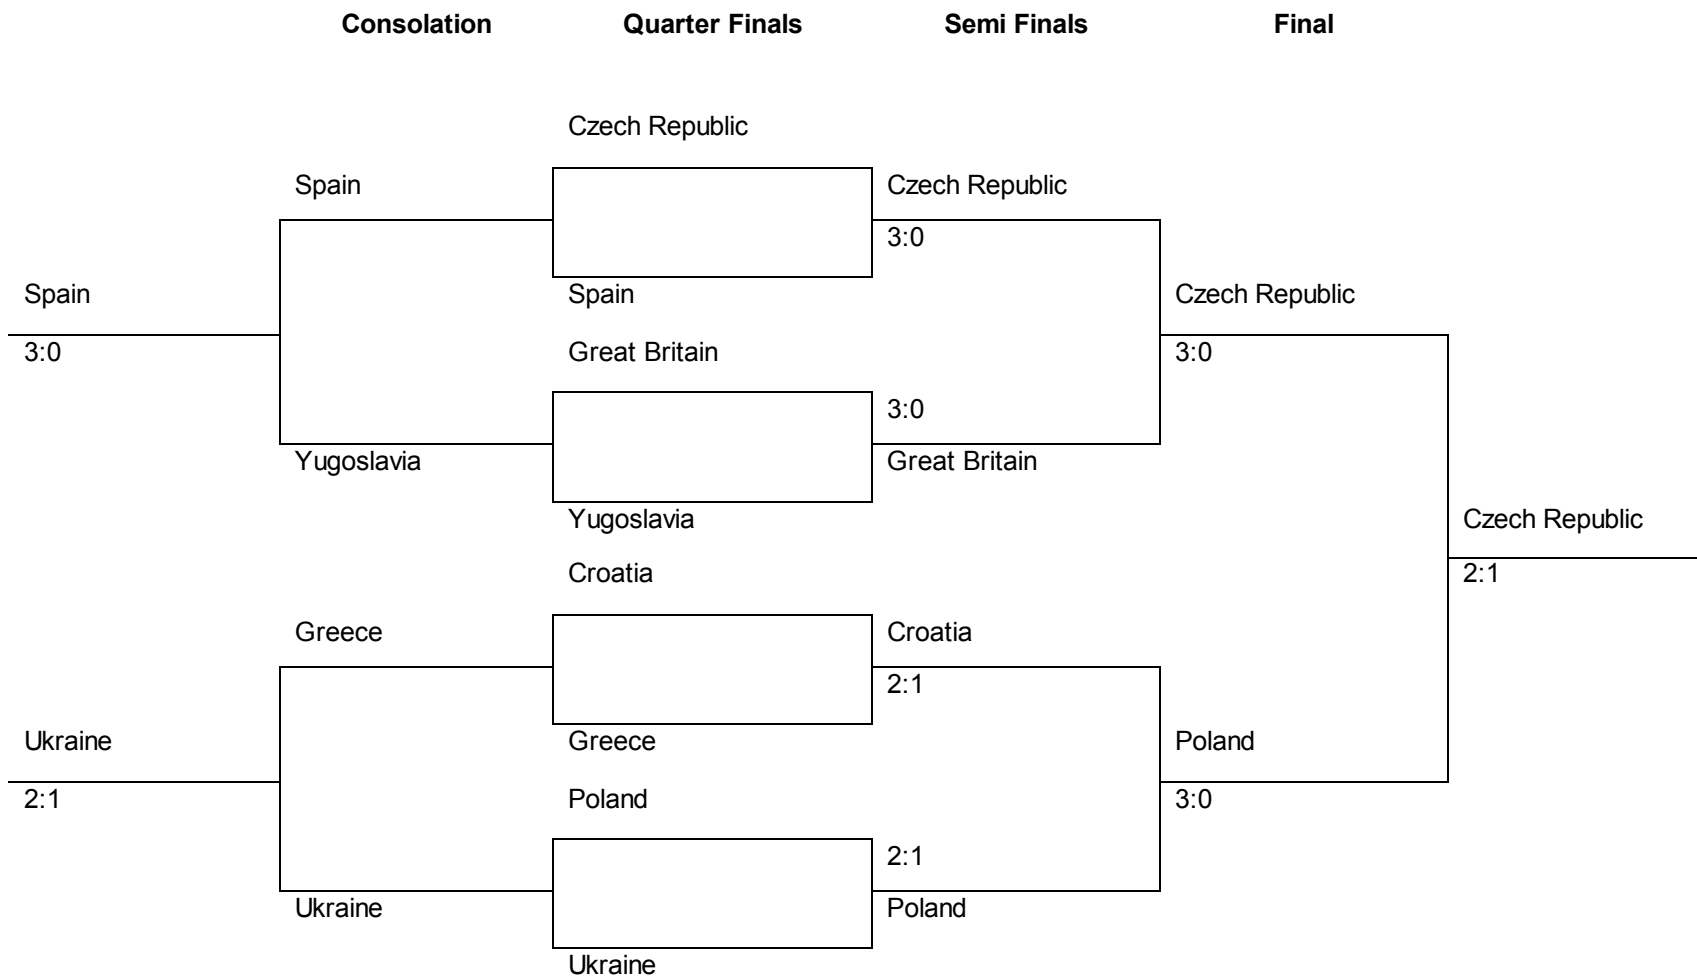 Consolation Quarter Finals Semi Finals Final
Czech Republic
Spain Czech Republic
3:0
Spain Spain Czech Republic
3:0 Great Britain 3:0
3:0
Yugoslavia Great Britain
Yugoslavia Czech Republic
Croatia 2:1
Greece Croatia
2:1
Ukraine Greece Poland
2:1 Poland 3:0
2:1
Ukraine Poland
Ukraine